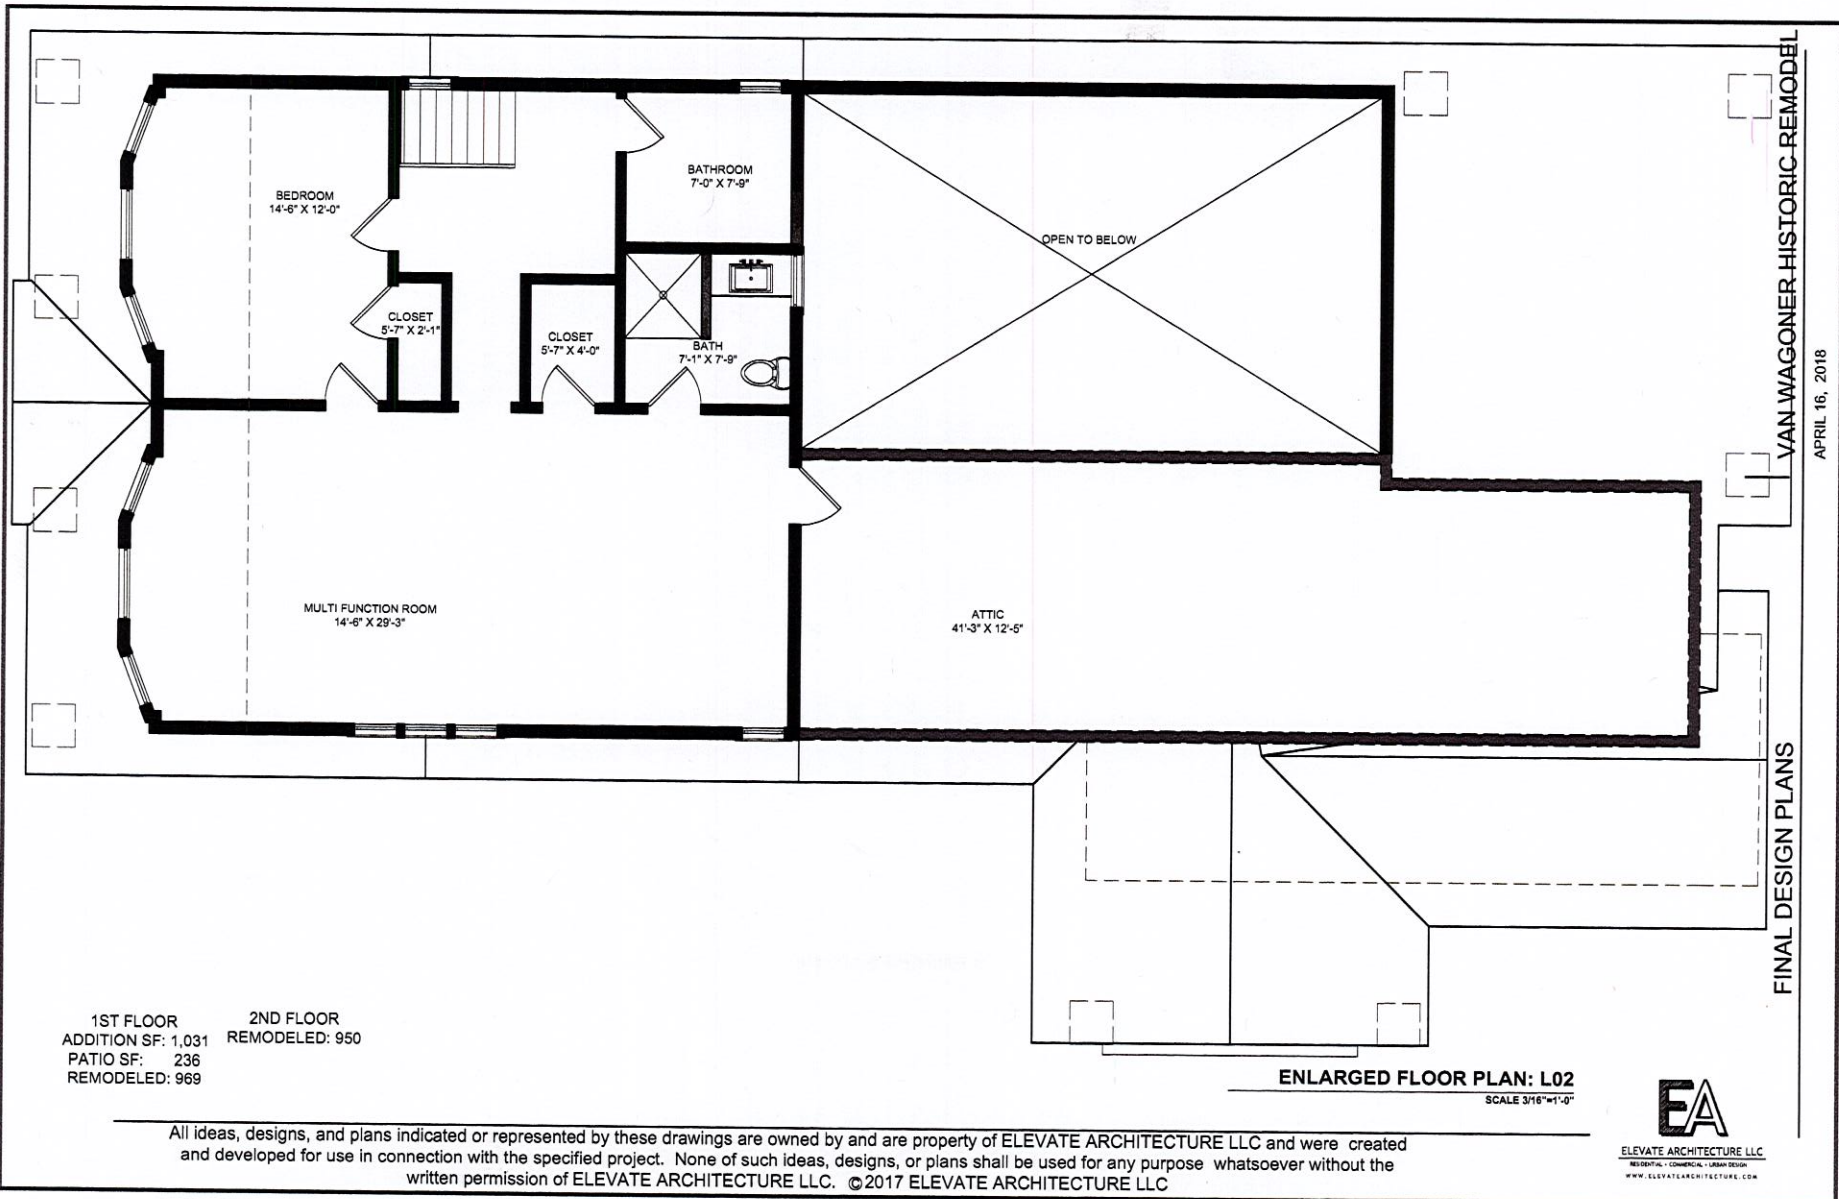 BEDROOM
14'-6" X 12'-0"
BATHROOM
7'-0" X 7'-9"
OPEN TO BELOW
CLOSET
5'-7" X 2'-1"
CLOSET
5'-7" X 4'-0"
BATH
7'-1" X 7'-9"
MULTI FUNCTION ROOM
14'-6" X 29'-3"
ATTIC
41'-3" X 12'-5"
VAN WAGONER HISTORIC REMODEL
APRIL 16, 2018
FINAL DESIGN PLANS
1ST FLOOR
ADDITION SF: 1,031
PATIO SF: 236
REMODELED: 969
2ND FLOOR
REMODELED: 950
ENLARGED FLOOR PLAN: L02
SCALE 3/16"=1'-0"
EA
ELEVATE ARCHITECTURE LLC
RESIDENTIAL - COMMERCIAL - URBAN DESIGN
WWW.ELEVATEARCHITECTURE.COM
All ideas, designs, and plans indicated or represented by these drawings are owned by and are property of ELEVATE ARCHITECTURE LLC and were created
and developed for use in connection with the specified project. None of such ideas, designs, or plans shall be used for any purpose whatsoever without the
written permission of ELEVATE ARCHITECTURE LLC. ©2017 ELEVATE ARCHITECTURE LLC